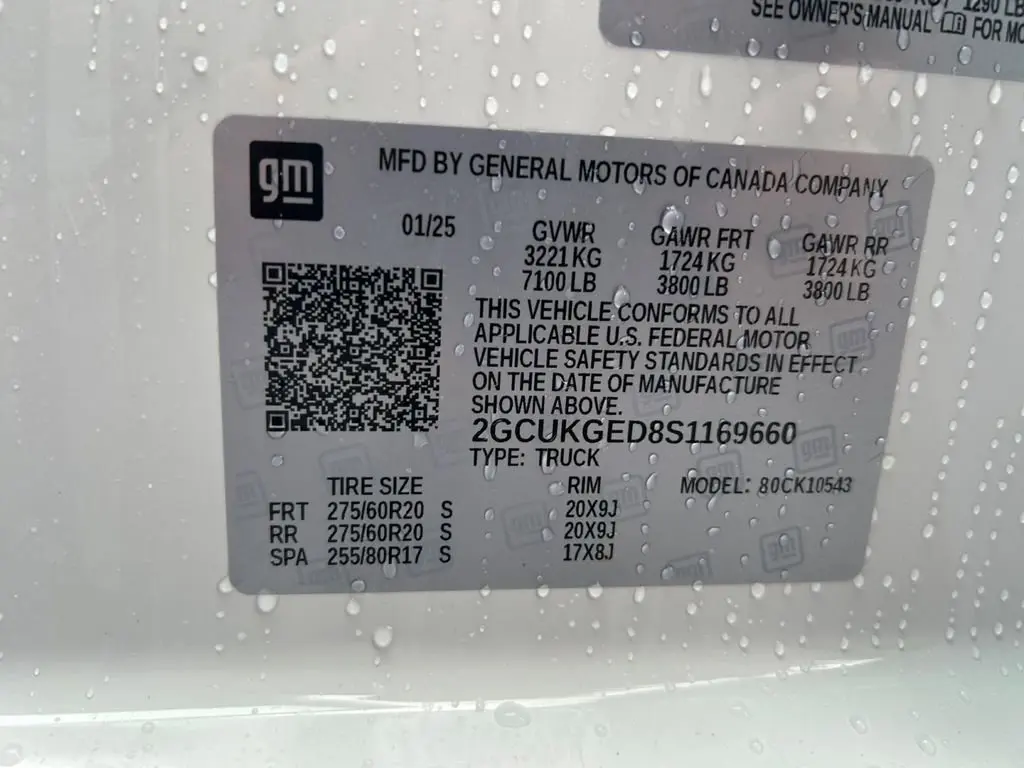 1290 LB
SEE OWNER'S MANUAL FOR
gm
MFD BY GENERAL MOTORS OF CANADA COMPANY
01/25 GVWR GAWR FRT GAWR RR
3221 KG 1724 KG 1724 KG
7100 LB 3800 LB 3800 LB
THIS VEHICLE CONFORMS TO ALL
APPLICABLE U.S. FEDERAL MOTOR
VEHICLE SAFETY STANDARDS IN EFFECT
ON THE DATE OF MANUFACTURE
SHOWN ABOVE.
2GCUKGED8S1169660
TYPE: TRUCK
TIRE SIZE RIM MODEL: 80CK10543
FRT 275/60R20 S 20X9J
RR 275/60R20 S 20X9J
SPA 255/80R17 S 17X8J